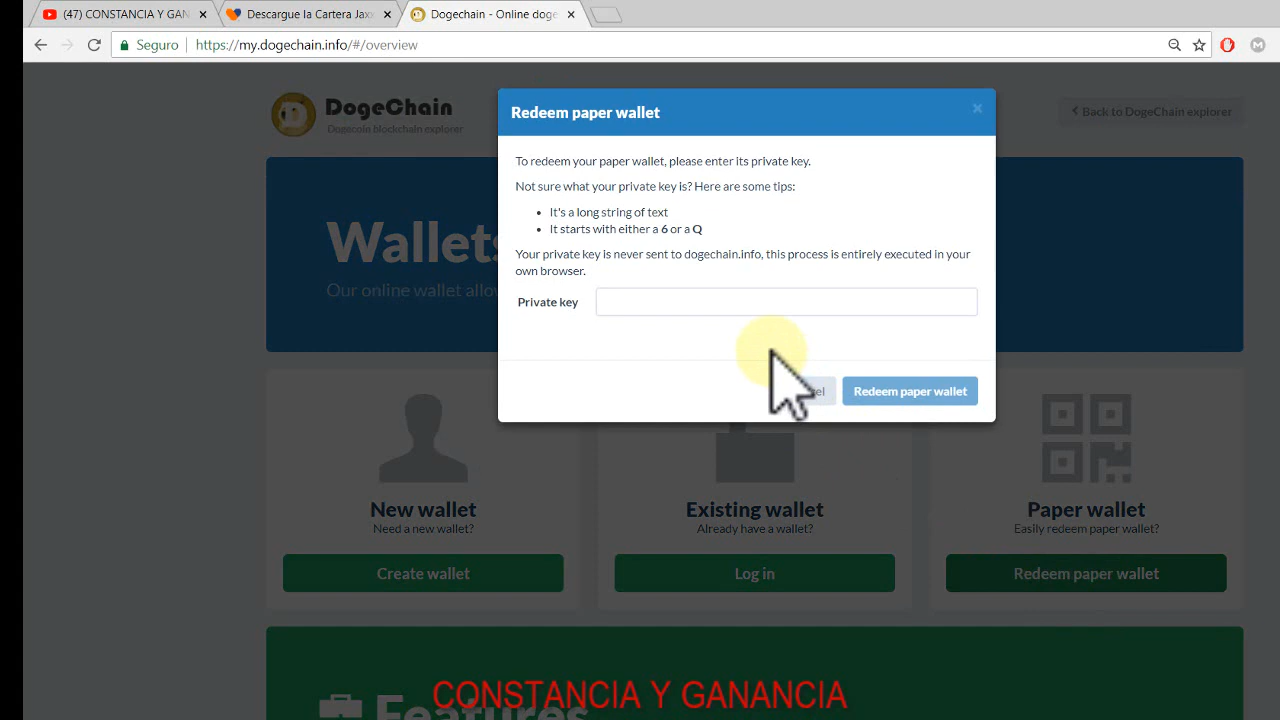 (47) CONSTANCIA Y GAN
Descargue la Cartera Jax
Dogechain - Online doge
Seguro
https://my.dogechain.info/#/overview
DogeChain
Dogecoin blockchain explorer
Back to DogeChain explorer
Redeem paper wallet
To redeem your paper wallet, please enter its private key.
Not sure what your private key is? Here are some tips:
• It's a long string of text
• It starts with either a 6 or a Q
Your private key is never sent to dogechain.info, this process is entirely executed in your
own browser.
Private key
Redeem paper wallet
Wallets
Our online wallet allo
New wallet
Need a new wallet?
Create wallet
Existing wallet
Already have a wallet?
Log in
Paper wallet
Easily redeem paper wallet?
Redeem paper wallet
Features
CONSTANCIA Y GANANCIA